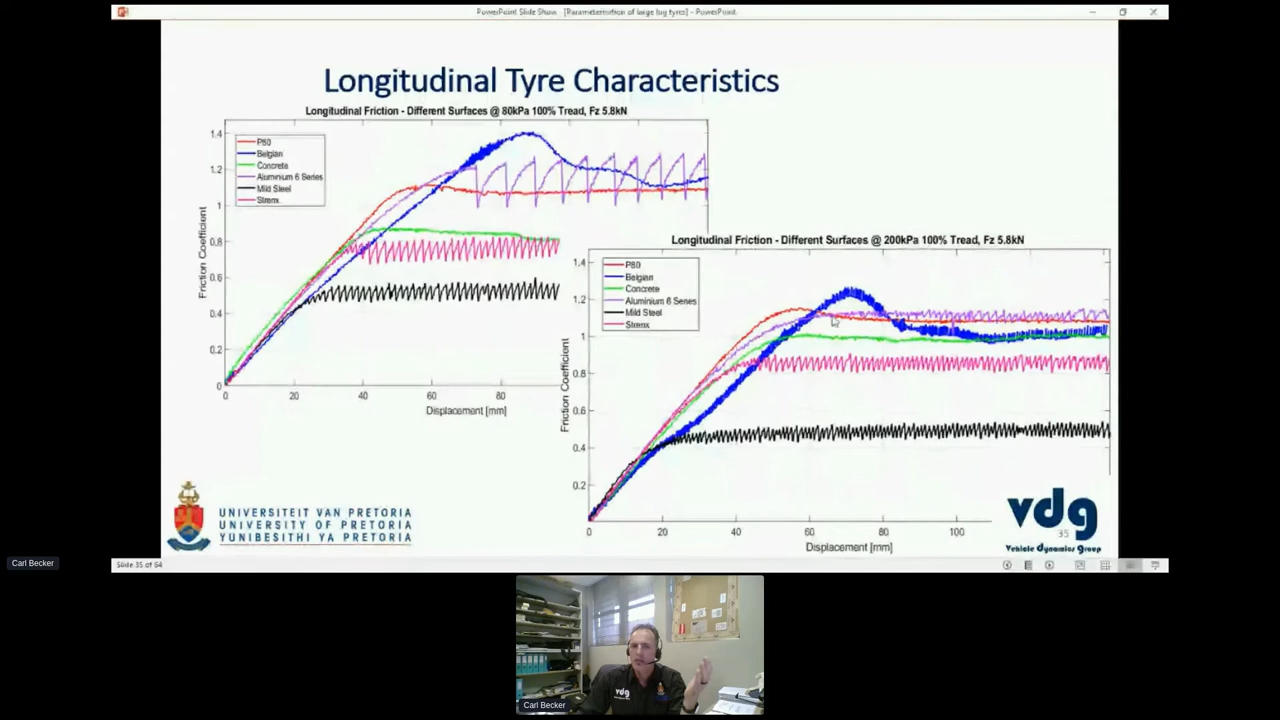 PowerPoint Slide Show - [Parameterisation of large lug tyres] - PowerPoint
Longitudinal Tyre Characteristics
Longitudinal Friction - Different Surfaces @ 80kPa 100% Tread, Fz 5.8kN
1.4
1.2
1
0.8
0.6
0.4
0.2
0
Friction Coefficient
P80
Belgian
Concrete
Aluminium 6 Series
Mild Steel
Strenx
0
20
40
60
80
Displacement [mm]
Longitudinal Friction - Different Surfaces @ 200kPa 100% Tread, Fz 5.8kN
1.4
1.2
1
0.8
0.6
0.4
0.2
Friction Coefficient
P80
Belgian
Concrete
Aluminium 6 Series
Mild Steel
Strenx
0
20
40
60
80
100
Displacement [mm]
UNIVERSITEIT VAN PRETORIA
UNIVERSITY OF PRETORIA
YUNIBESITHI YA PRETORIA
vdg
35
Vehicle Dynamics Group
Slide 35 of 64
Carl Becker
vdg
Carl Becker